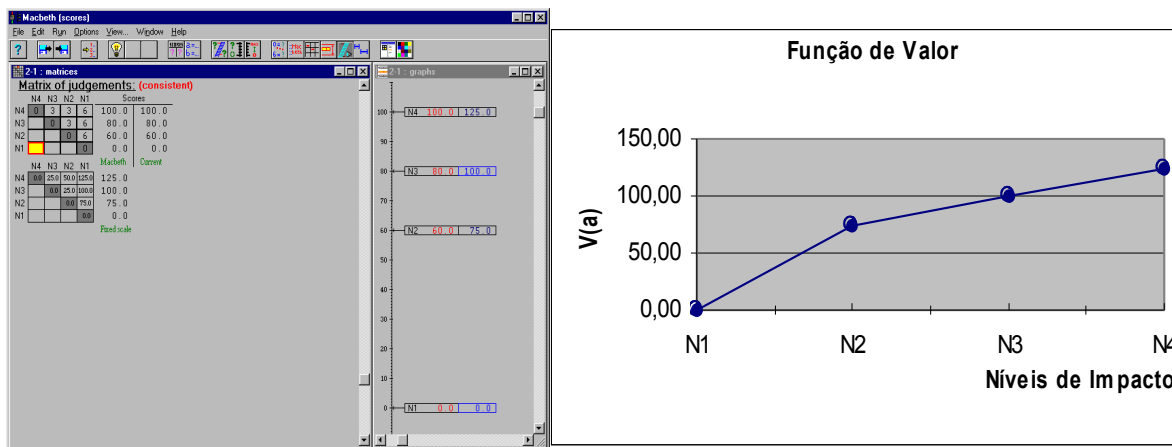 Macbeth (scores)
File Edit Run Options View... Window Help
2-1 : matrices
Matrix of judgements: (consistent)
N4 N3 N2 N1 Scores
N4 0 3 3 6 100.0 100.0
N3 0 3 6 80.0 80.0
N2 0 6 60.0 60.0
N1 0 0.0 0.0
Macbeth Current
N4 N3 N2 N1
N4 0.0 25.0 50.0 125.0 125.0
N3 0.0 25.0 100.0 100.0
N2 0.0 75.0 75.0
N1 0.0 0.0
Fixed scale
2-1 : graphs
100 N4 100.0 125.0
90
80 N3 80.0 100.0
70
60 N2 60.0 75.0
50
40
30
20
10
0 N1 0.0 0.0
Função de Valor
V(a)
150,00
100,00
50,00
0,00
N1 N2 N3 N4
Níveis de Impacto